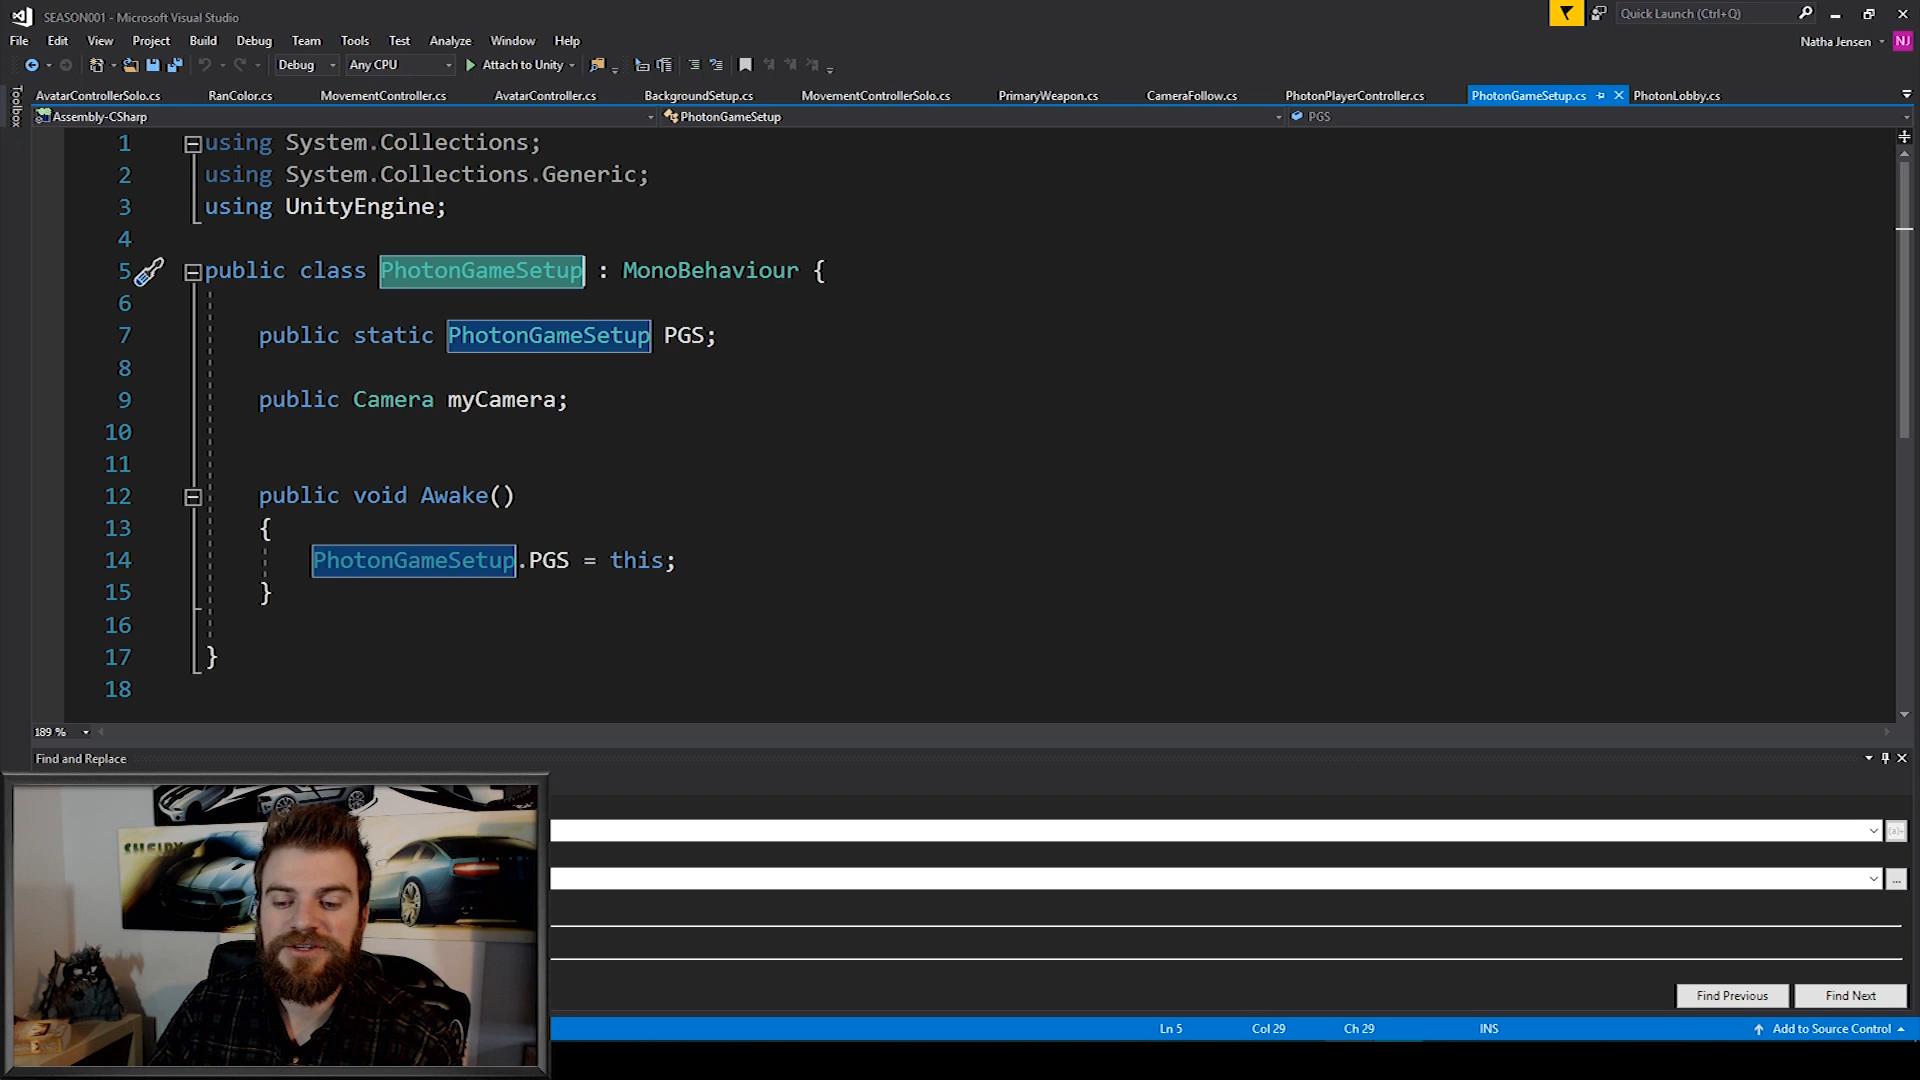 SEASON001 - Microsoft Visual Studio
Quick Launch (Ctrl+Q)
File Edit View Project Build Debug Team Tools Test Analyze Window Help
Natha Jensen NJ
Debug Any CPU Attach to Unity
Toolbox
AvatarControllerSolo.cs RanColor.cs MovementController.cs AvatarController.cs BackgroundSetup.cs MovementControllerSolo.cs PrimaryWeapon.cs CameraFollow.cs PhotonPlayerController.cs PhotonGameSetup.cs PhotonLobby.cs
Assembly-CSharp PhotonGameSetup PGS
1 using System.Collections;
2 using System.Collections.Generic;
3 using UnityEngine;
4
5 public class PhotonGameSetup : MonoBehaviour {
6
7 public static PhotonGameSetup PGS;
8
9 public Camera myCamera;
10
11
12 public void Awake()
13 {
14 PhotonGameSetup.PGS = this;
15 }
16
17 }
18
189 %
Find and Replace
SHELBY
...
Find Previous Find Next
Ln 5 Col 29 Ch 29 INS Add to Source Control